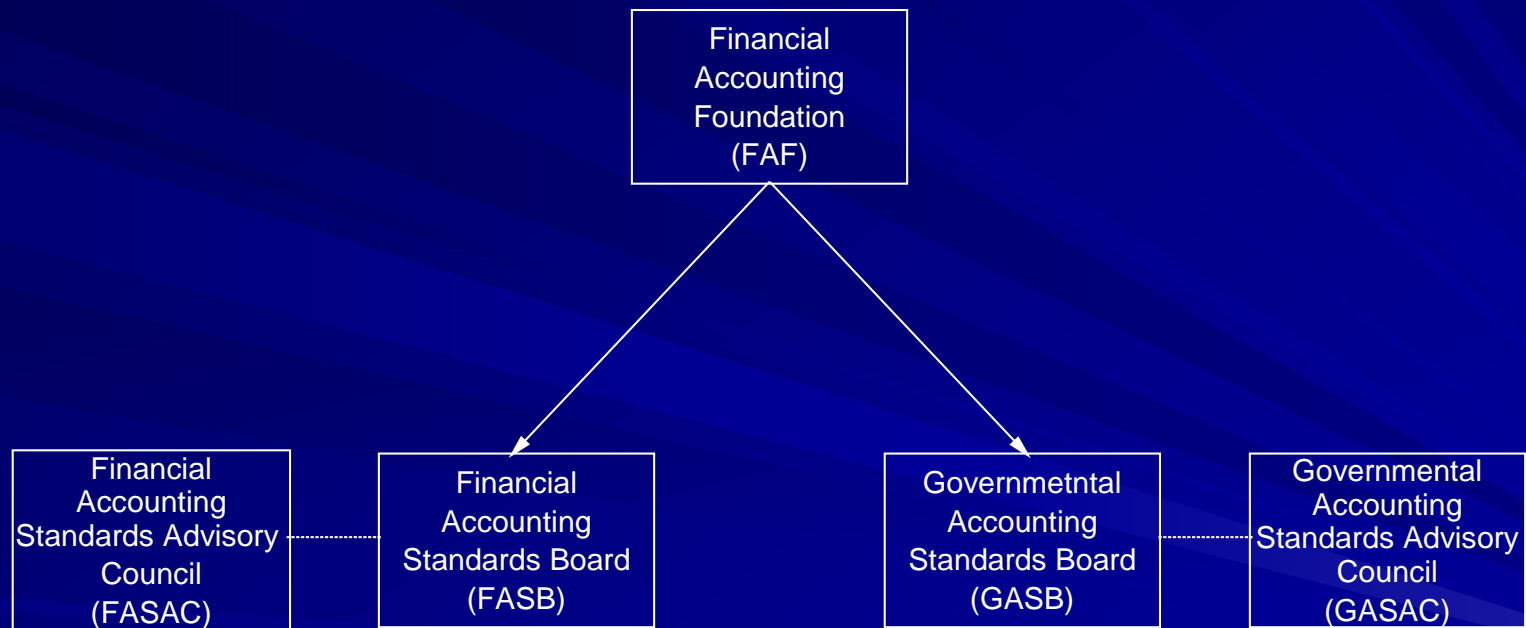 Financial
Accounting
Foundation
(FAF)
Financial
Accounting
Standards Advisory
Council
(FASAC)
Financial
Accounting
Standards Board
(FASB)
Governmetntal
Accounting
Standards Board
(GASB)
Governmental
Accounting
Standards Advisory
Council
(GASAC)